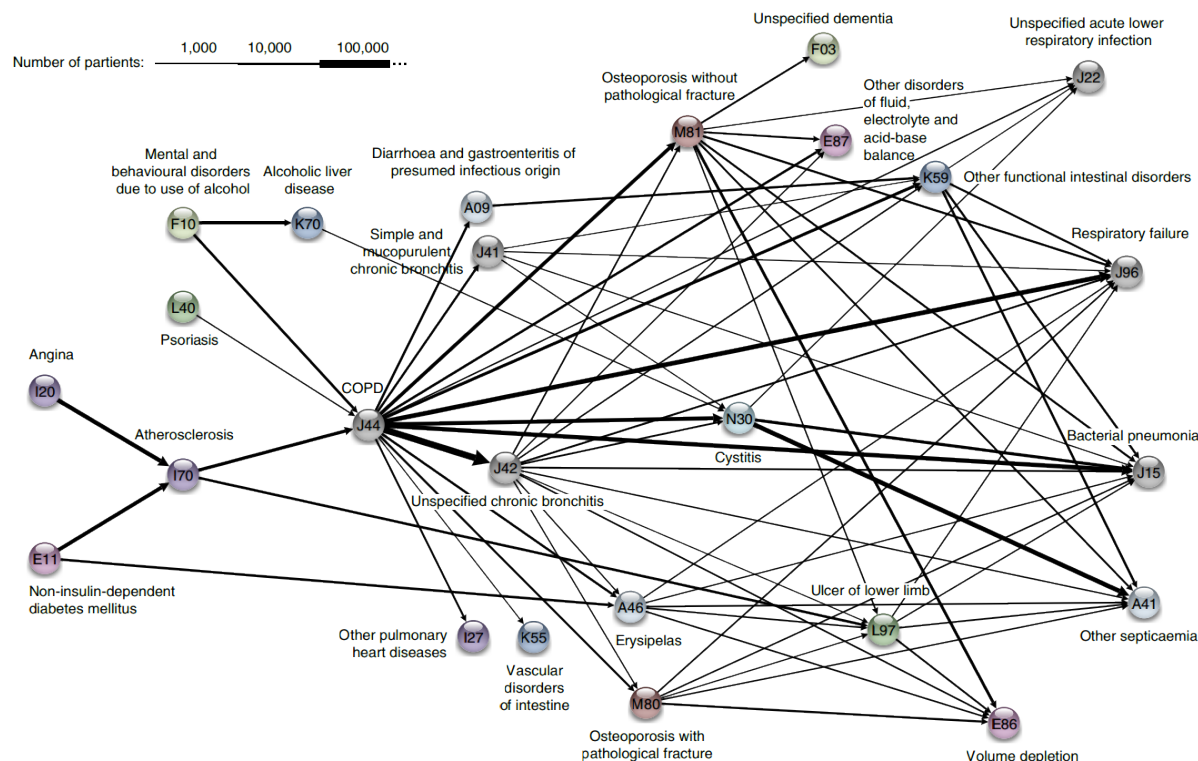 Unspecified dementia
Unspecified acute lower
respiratory infection
1,000 10,000 100,000
Number of partients:
F03
J22
Osteoporosis without
pathological fracture
Other disorders
of fluid,
electrolyte and
acid-base
balance
M81
E87
Mental and
behavioural disorders
due to use of alcohol
Alcoholic liver
disease
Diarrhoea and gastroenteritis of
presumed infectious origin
K59
Other functional intestinal disorders
F10
K70
A09
Simple and
mucopurulent
chronic bronchitis
J41
Respiratory failure
J96
L40
Psoriasis
Angina
I20
COPD
J44
N30
Cystitis
Atherosclerosis
I70
J42
Unspecified chronic bronchitis
Bacterial pneumonia
J15
E11
Non-insulin-dependent
diabetes mellitus
A46
Erysipelas
Ulcer of lower limb
L97
A41
Other septicaemia
Other pulmonary
heart diseases
I27
K55
Vascular
disorders
of intestine
M80
Osteoporosis with
pathological fracture
E86
Volume depletion